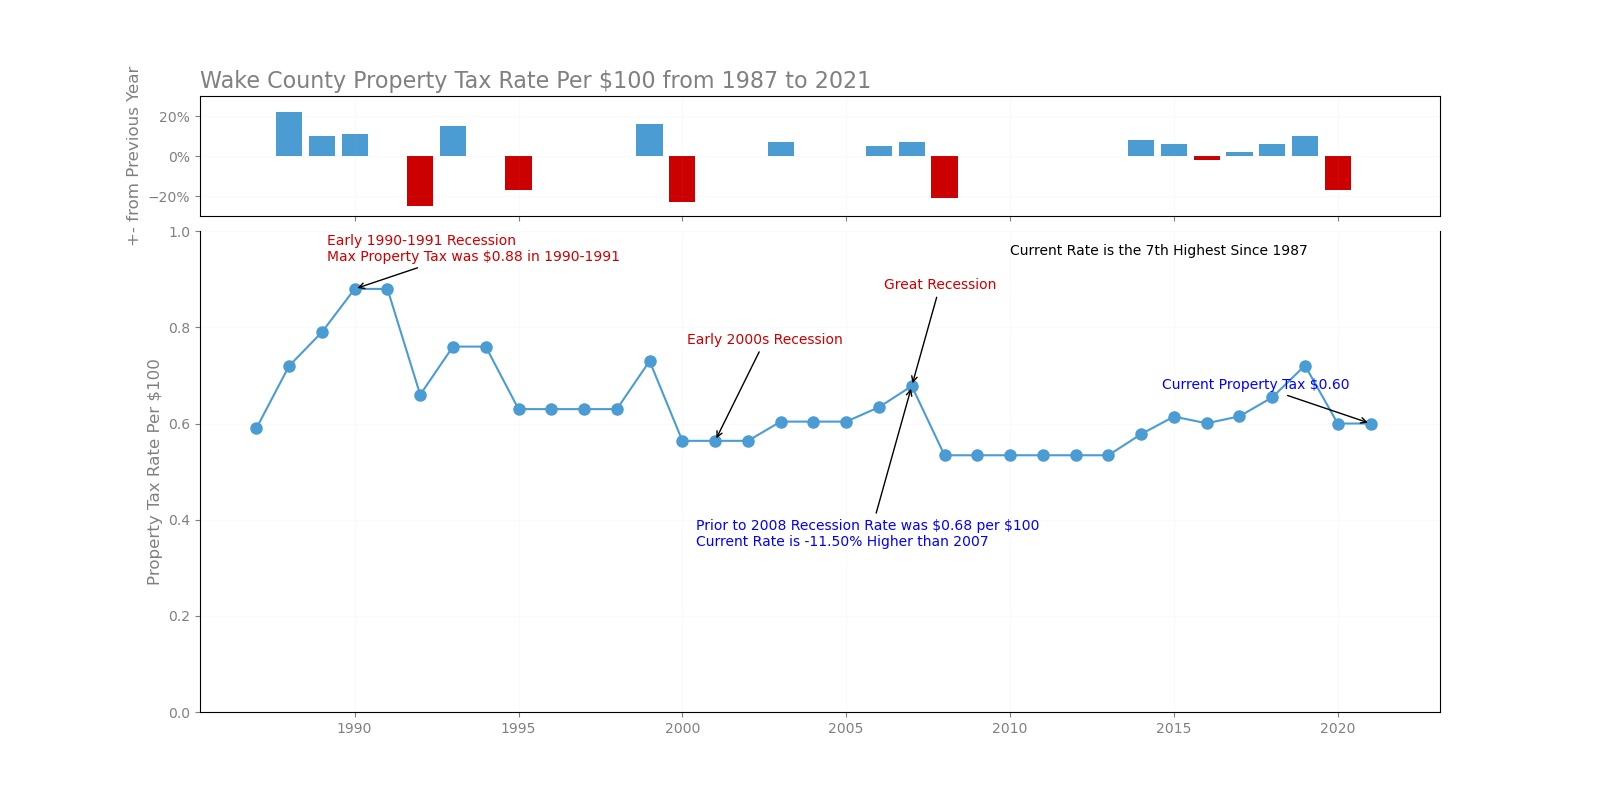 Wake County Property Tax Rate Per $100 from 1987 to 2021
+- from Previous Year
20%
0%
−20%
Property Tax Rate Per $100
1.0
0.8
0.6
0.4
0.2
0.0
Early 1990-1991 Recession
Max Property Tax was $0.88 in 1990-1991
Current Rate is the 7th Highest Since 1987
Great Recession
Early 2000s Recession
Current Property Tax $0.60
Prior to 2008 Recession Rate was $0.68 per $100
Current Rate is -11.50% Higher than 2007
1990
1995
2000
2005
2010
2015
2020